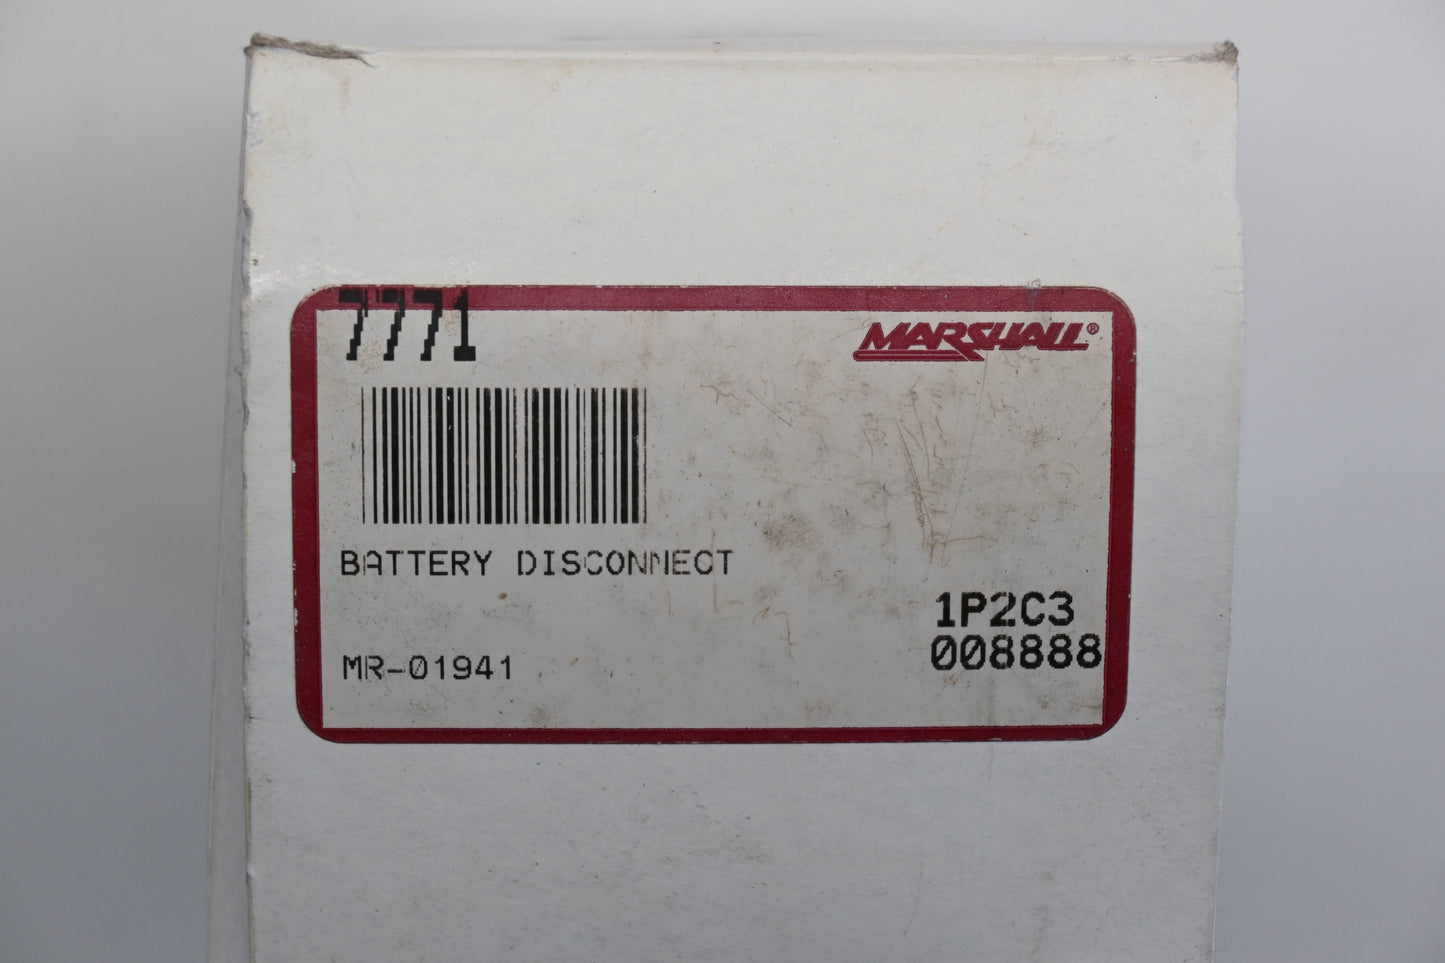 7771
MARSHALL®
BATTERY DISCONNECT
1P2C3
008888
MR-01941